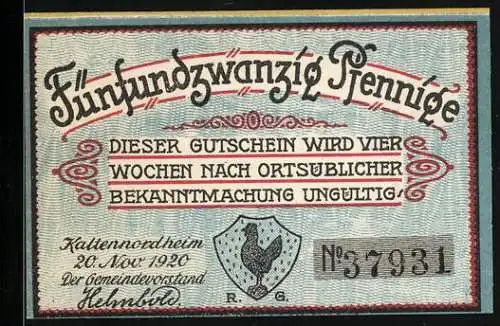 Fünfundzwanzig Pfennige
DIESER GUTSCHEIN WIRD VIER
WOCHEN NACH ORTSÜBLICHER
BEKANNTMACHUNG UNGÜLTIG!
Kaltennordheim
20. Nov. 1920
Der Gemeindevorstand
Helmbold.
R. G.
No 37931